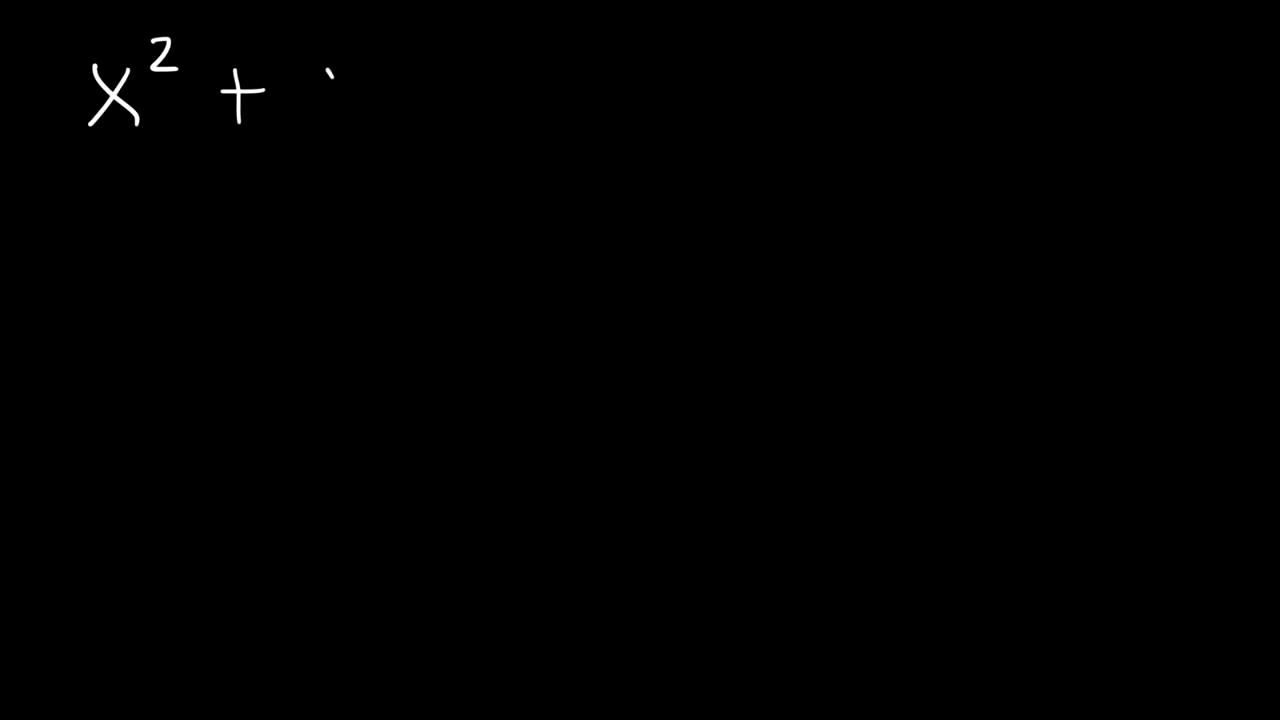 x² +